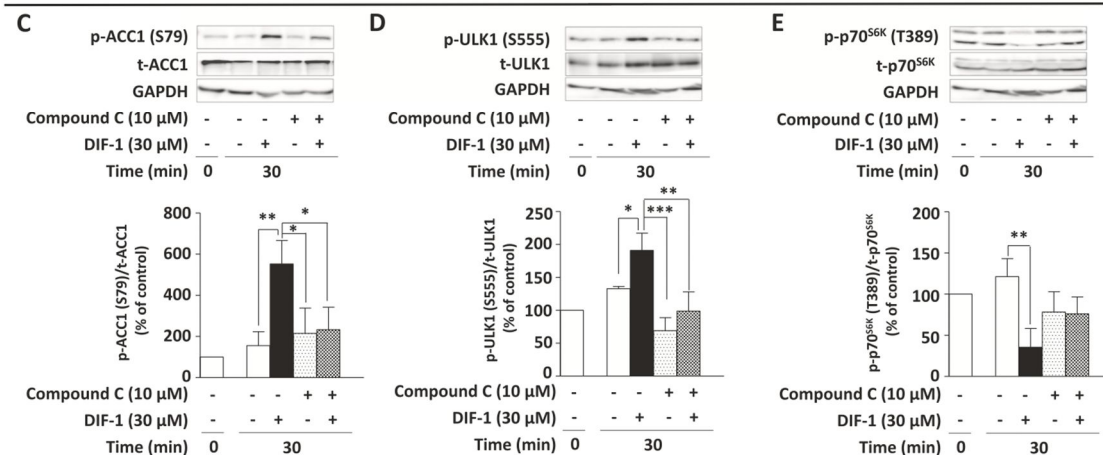 C
p-ACC1 (S79)
t-ACC1
GAPDH
Compound C (10 μM) - - - + +
DIF-1 (30 μM) - - + - +
Time (min) 0 30
p-ACC1 (S79)/t-ACC1
(% of control)
800
600
400
200
0
** * *
Compound C (10 μM) - - - + +
DIF-1 (30 μM) - - + - +
Time (min) 0 30
D
p-ULK1 (S555)
t-ULK1
GAPDH
Compound C (10 μM) - - - + +
DIF-1 (30 μM) - - + - +
Time (min) 0 30
p-ULK1 (S555)/t-ULK1
(% of control)
250
200
150
100
50
0
* *** **
Compound C (10 μM) - - - + +
DIF-1 (30 μM) - - + - +
Time (min) 0 30
E
p-p70S6K (T389)
t-p70S6K
GAPDH
Compound C (10 μM) - - - + +
DIF-1 (30 μM) - - + - +
Time (min) 0 30
p-p70S6K (T389)/t-p70S6K
(% of control)
200
150
100
50
0
**
Compound C (10 μM) - - - + +
DIF-1 (30 μM) - - + - +
Time (min) 0 30